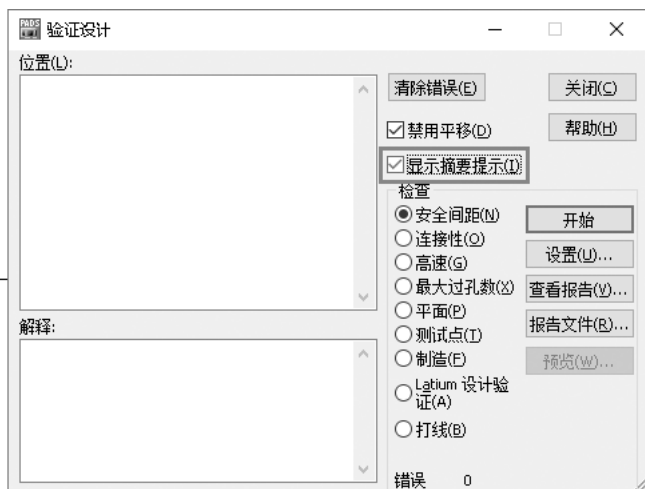 PADS
验证设计
位置(L):
清除错误(E)
关闭(C)
禁用平移(D)
帮助(H)
显示摘要提示(I)
检查
安全间距(N)
开始
连接性(O)
设置(U)...
高速(G)
最大过孔数(X)
查看报告(V)...
平面(P)
报告文件(R)...
解释:
测试点(T)
制造(F)
预览(W)...
Latium 设计验
证(A)
打线(B)
错误 0